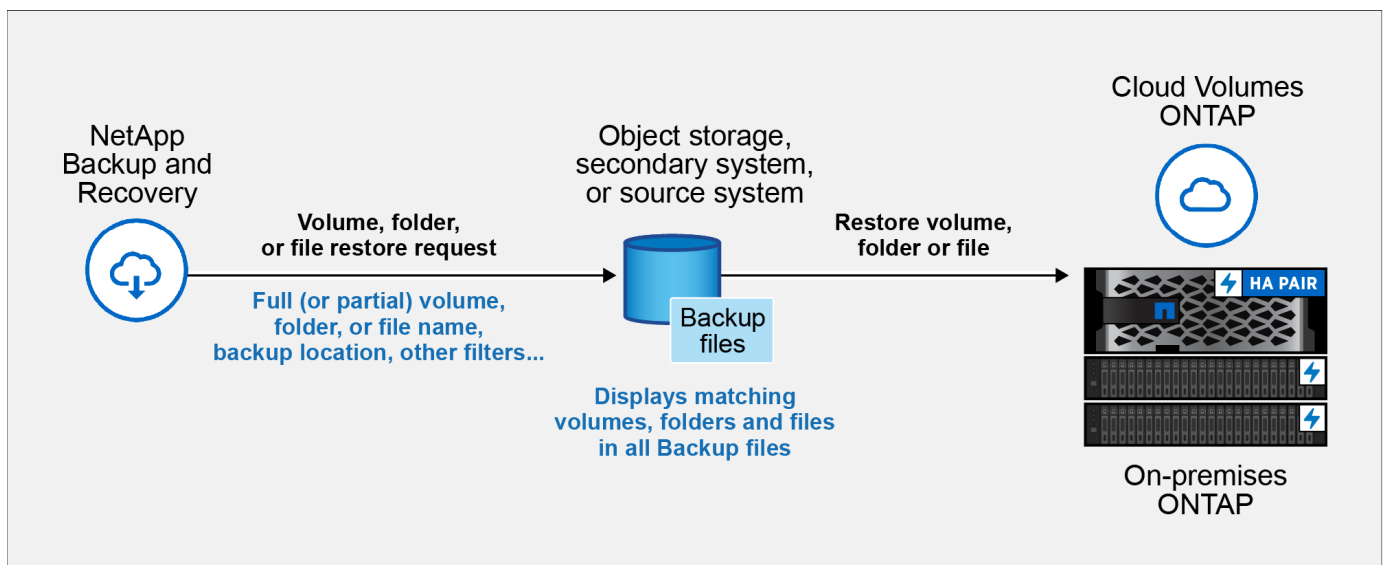 NetApp
Backup and
Recovery
Volume, folder,
or file restore request
Full (or partial) volume,
folder, or file name,
backup location, other filters...
Object storage,
secondary system,
or source system
Backup
files
Displays matching
volumes, folders and files
in all Backup files
Restore volume,
folder or file
Cloud Volumes
ONTAP
HA PAIR
On-premises
ONTAP